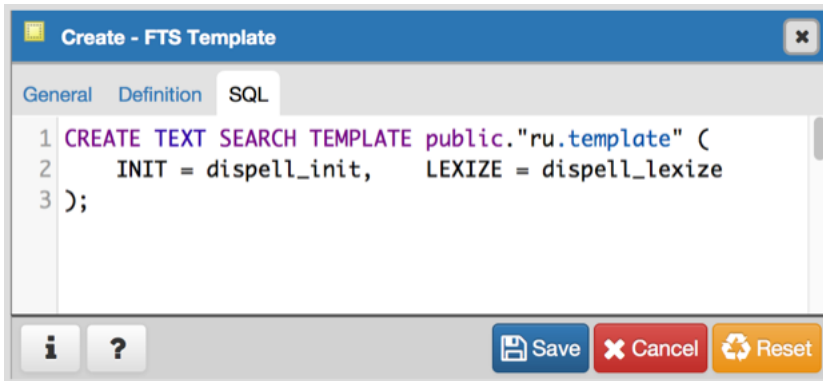 Create - FTS Template
General Definition SQL
1 CREATE TEXT SEARCH TEMPLATE public."ru.template" (
2     INIT = dispell_init,    LEXIZE = dispell_lexize
3 );
i ? Save Cancel Reset